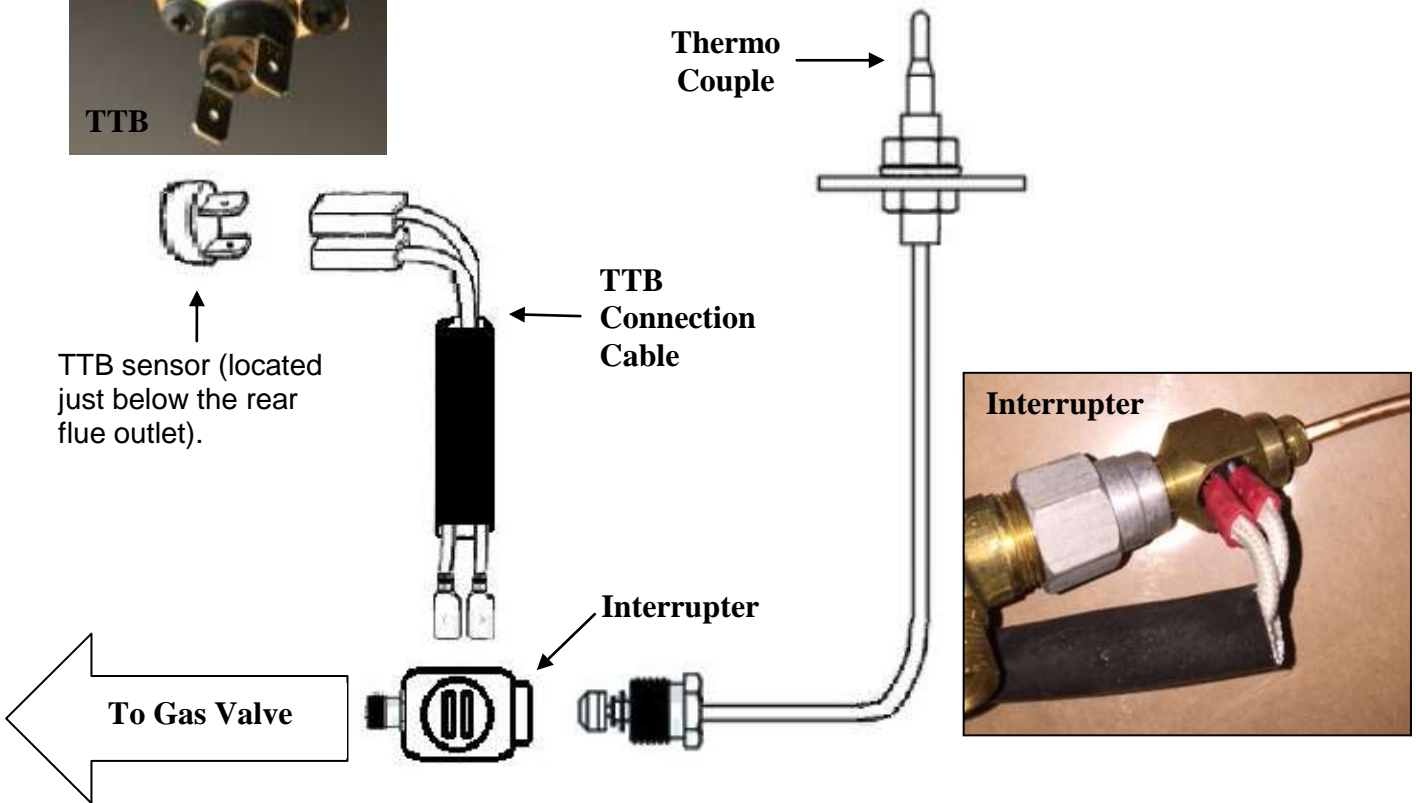 TTB
Thermo
Couple
TTB
Connection
Cable
TTB sensor (located
just below the rear
flue outlet).
Interrupter
Interrupter
To Gas Valve